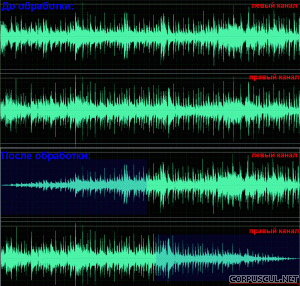 До обработки:
левый канал
правый канал
После обработки:
левый канал
правый канал
CORPUSCUL.NET